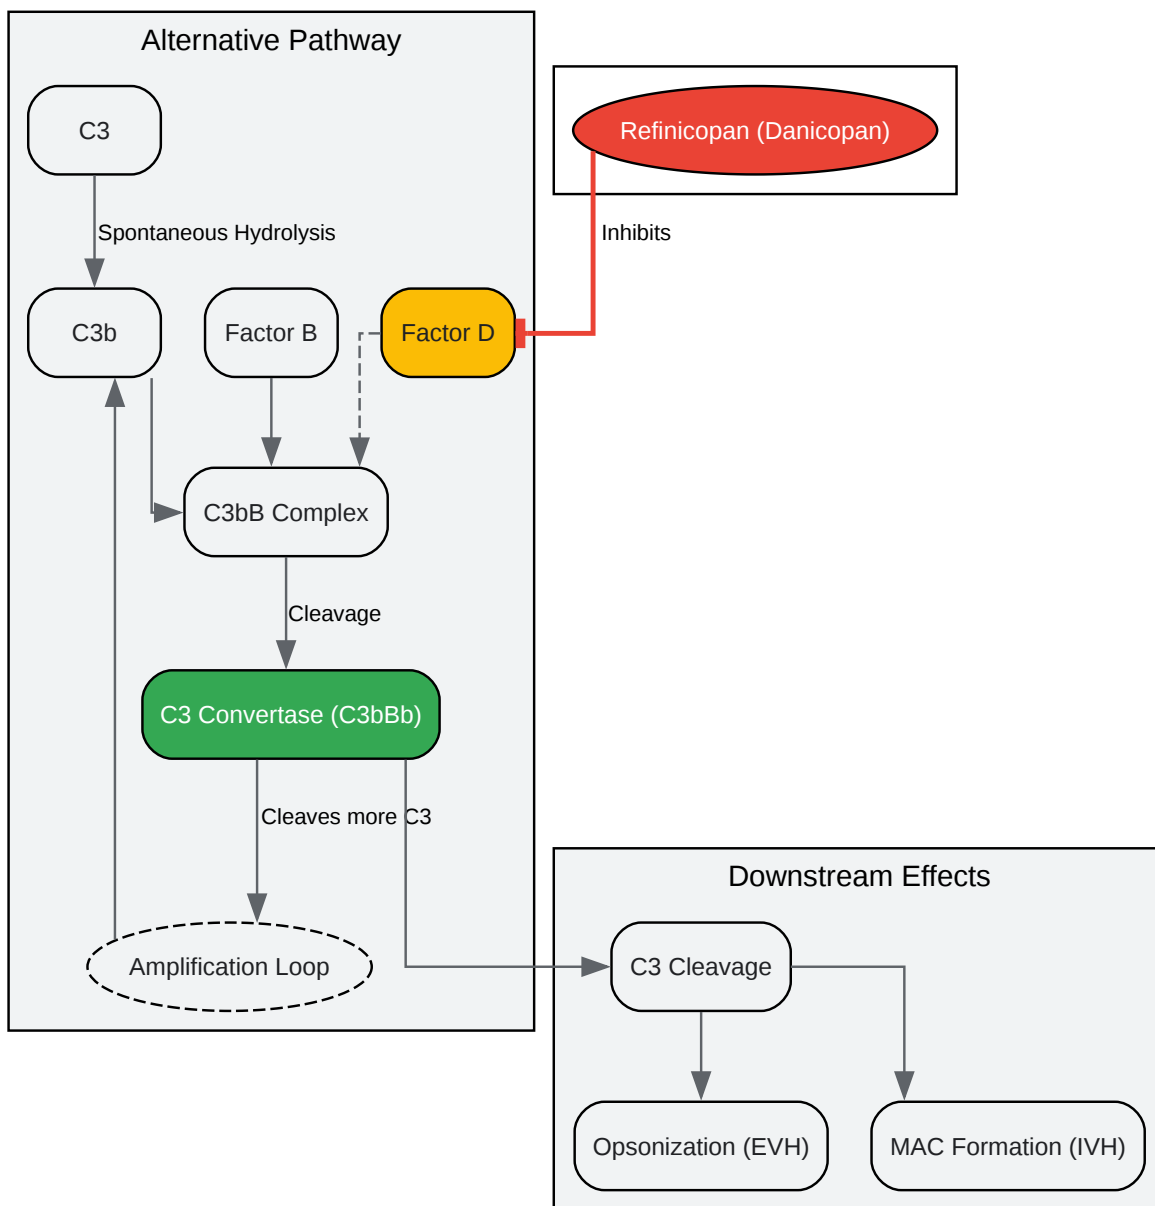 Alternative Pathway
C3
Refinicopan (Danicopan)
Spontaneous Hydrolysis
Inhibits
C3b
Factor B
Factor D
C3bB Complex
Cleavage
C3 Convertase (C3bBb)
Cleaves more C3
Amplification Loop
Downstream Effects
C3 Cleavage
Opsonization (EVH)
MAC Formation (IVH)